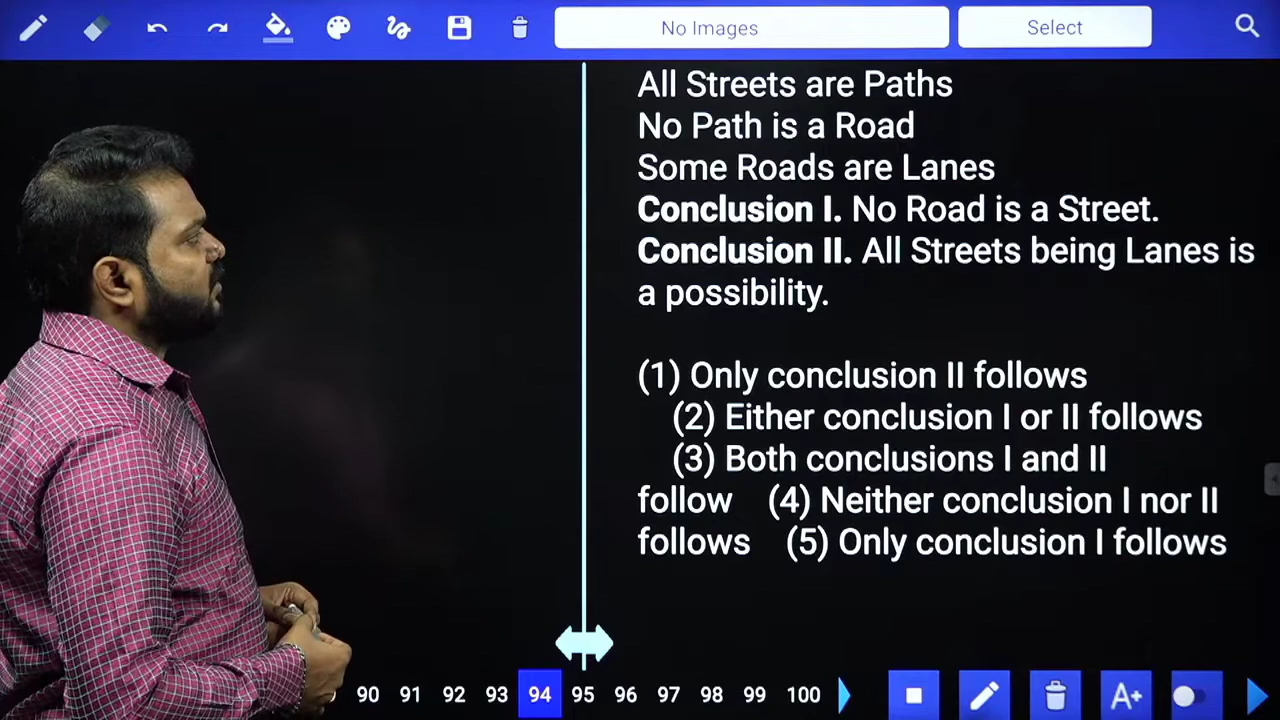 No Images
Select
All Streets are Paths
No Path is a Road
Some Roads are Lanes
Conclusion I. No Road is a Street.
Conclusion II. All Streets being Lanes is
a possibility.
(1) Only conclusion II follows
(2) Either conclusion I or II follows
(3) Both conclusions I and II
follow (4) Neither conclusion I nor II
follows (5) Only conclusion I follows
90 91 92 93 94 95 96 97 98 99 100
A+